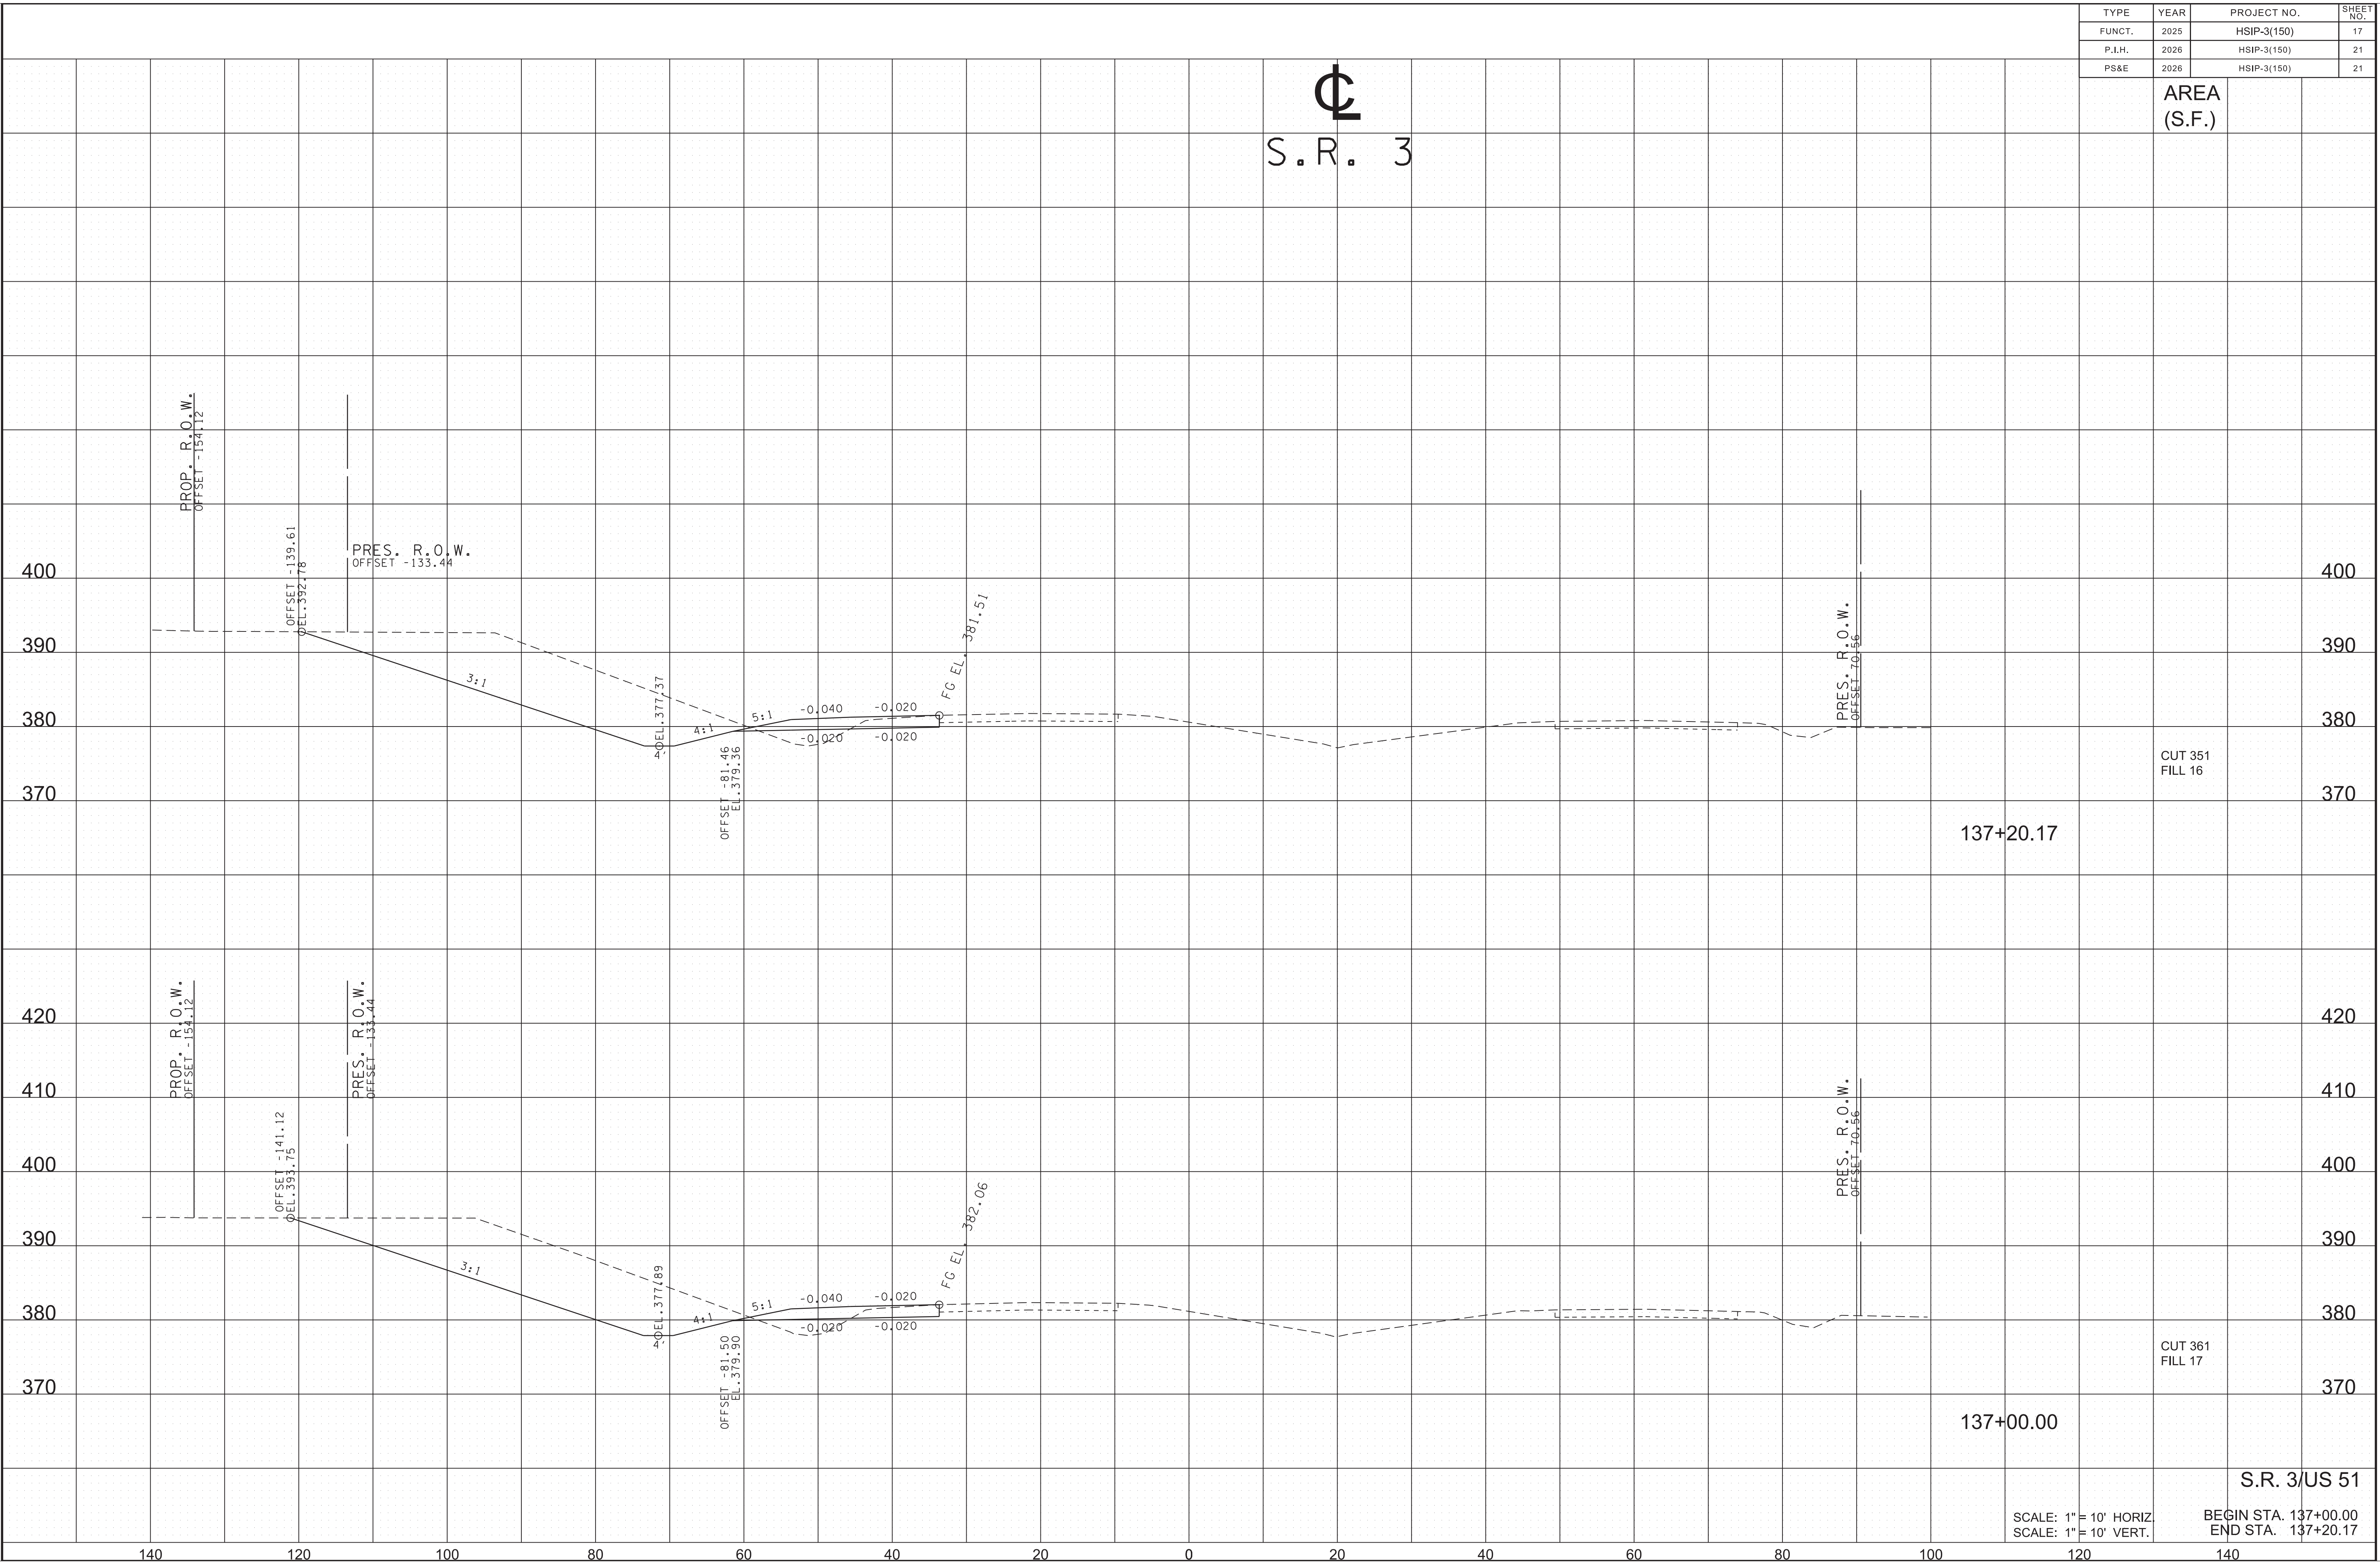 TYPE YEAR PROJECT NO. SHEET NO.
FUNCT. 2025 HSIP-3(150) 17
P.I.H. 2026 HSIP-3(150) 21
PS&E 2026 HSIP-3(150) 21
AREA
(S.F.)
℄
S.R. 3
PROP. R.O.W.
OFFSET -154.12
OFFSET -139.61
EL.392.78
PRES. R.O.W.
OFFSET -133.44
3:1
EL.377.37
4'
4:1
5:1
-0.040
-0.020
-0.020
-0.020
OFFSET -81.46
EL.379.36
FG EL. 381.51
PRES. R.O.W.
OFFSET 70.56
400 400
390 390
380 380
370 370
CUT 351
FILL 16
137+20.17
PROP. R.O.W.
OFFSET -154.12
PRES. R.O.W.
OFFSET -133.44
OFFSET -141.12
EL.393.75
3:1
EL.377.89
4'
4:1
5:1
-0.040
-0.020
-0.020
-0.020
OFFSET -81.50
EL.379.90
FG EL. 382.06
PRES. R.O.W.
OFFSET 70.56
420 420
410 410
400 400
390 390
380 380
370 370
CUT 361
FILL 17
137+00.00
S.R. 3/US 51
SCALE: 1" = 10' HORIZ.
SCALE: 1" = 10' VERT.
BEGIN STA. 137+00.00
END STA. 137+20.17
140 120 100 80 60 40 20 0 20 40 60 80 100 120 140